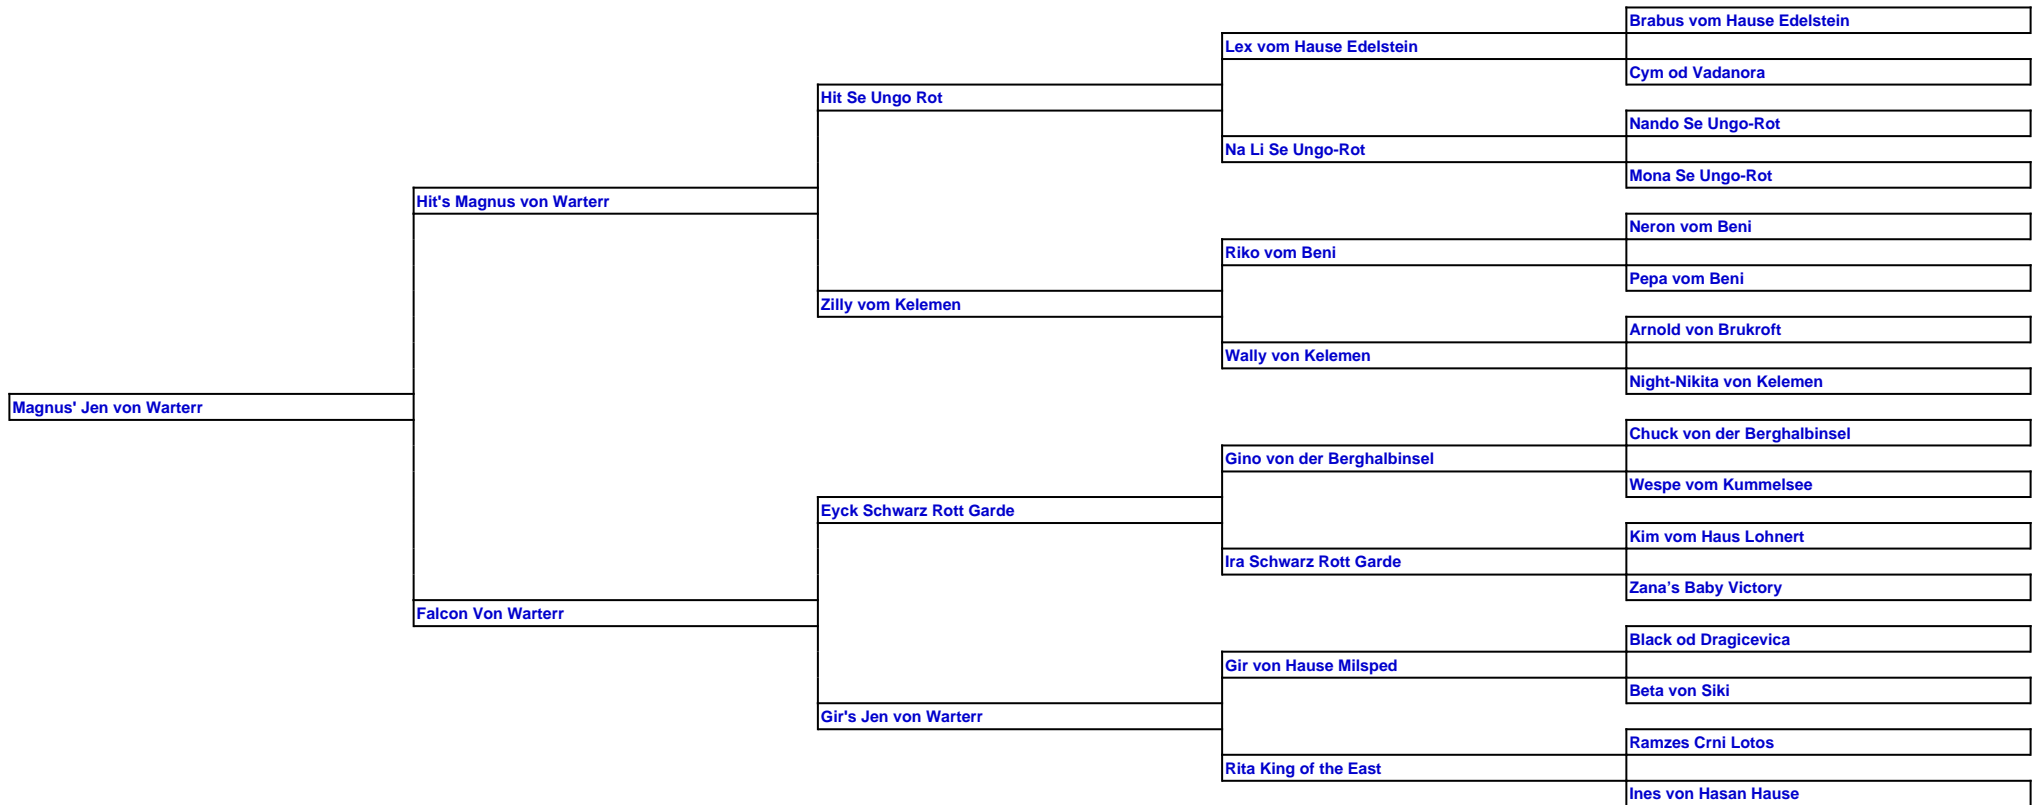 Brabus vom Hause Edelstein
Lex vom Hause Edelstein
Cym od Vadanora
Hit Se Ungo Rot
Nando Se Ungo-Rot
Na Li Se Ungo-Rot
Mona Se Ungo-Rot
Hit's Magnus von Warterr
Neron vom Beni
Riko vom Beni
Pepa vom Beni
Zilly vom Kelemen
Arnold von Brukroft
Wally von Kelemen
Night-Nikita von Kelemen
Magnus' Jen von Warterr
Chuck von der Berghalbinsel
Gino von der Berghalbinsel
Wespe vom Kummelsee
Eyck Schwarz Rott Garde
Kim vom Haus Lohnert
Ira Schwarz Rott Garde
Zana’s Baby Victory
Falcon Von Warterr
Black od Dragicevica
Gir von Hause Milsped
Beta von Siki
Gir's Jen von Warterr
Ramzes Crni Lotos
Rita King of the East
Ines von Hasan Hause